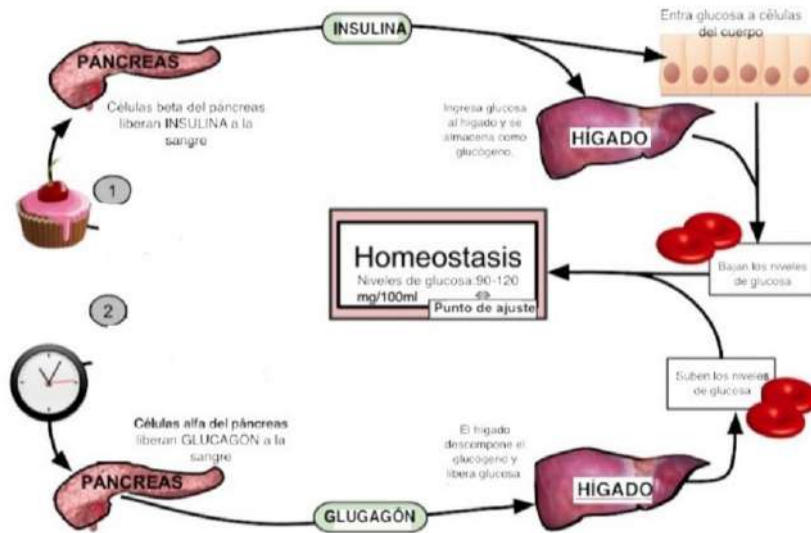 INSULINA
Entra glucosa a células
del cuerpo
PÁNCREAS
Células beta del páncreas
liberan INSULINA a la
sangre
Ingresa glucosa
al hígado y se
almacena como
glucógeno.
HÍGADO
1
Homeostasis
Niveles de glucosa:90-120
mg/100ml
Punto de ajuste
Bajan los niveles
de glucosa
2
Suben los niveles
de glucosa
Células alfa del páncreas
liberan GLUCAGÓN a la
sangre
El hígado
descompone el
glucógeno y
libera glucosa
PÁNCREAS
HÍGADO
GLUGAGÓN